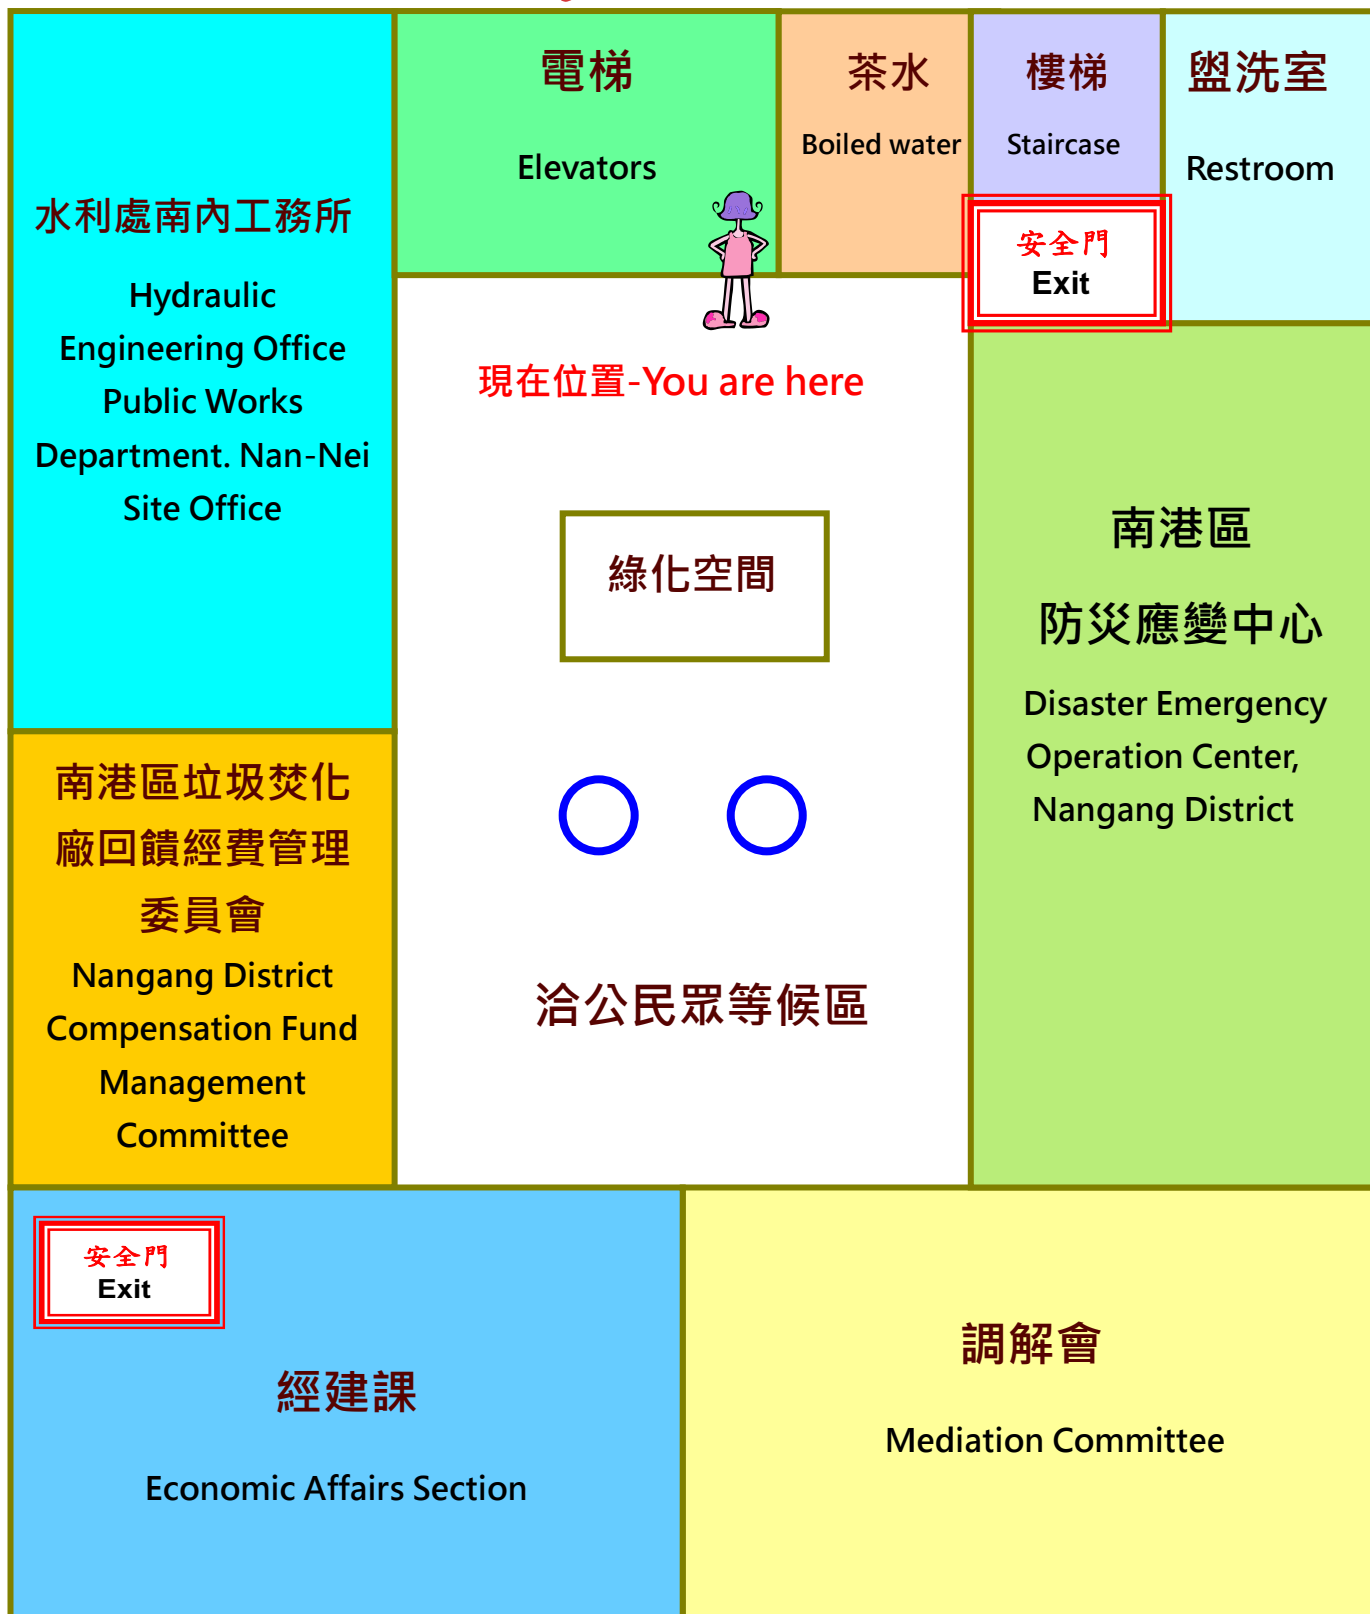 電梯
Elevators
茶水
Boiled water
樓梯
Staircase
盥洗室
Restroom
安全門
Exit
水利處南內工務所
Hydraulic
Engineering Office
Public Works
Department. Nan-Nei
Site Office
現在位置-You are here
綠化空間
南港區
防災應變中心
Disaster Emergency
Operation Center,
Nangang District
南港區垃圾焚化
廠回饋經費管理
委員會
Nangang District
Compensation Fund
Management
Committee
洽公民眾等候區
安全門
Exit
經建課
Economic Affairs Section
調解會
Mediation Committee